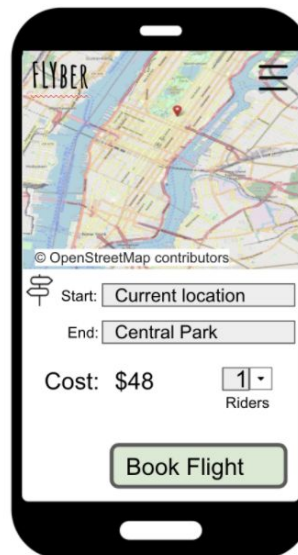 FLYber
© OpenStreetMap contributors
Start: Current location
End: Central Park
Cost: $48 1
Riders
Book Flight